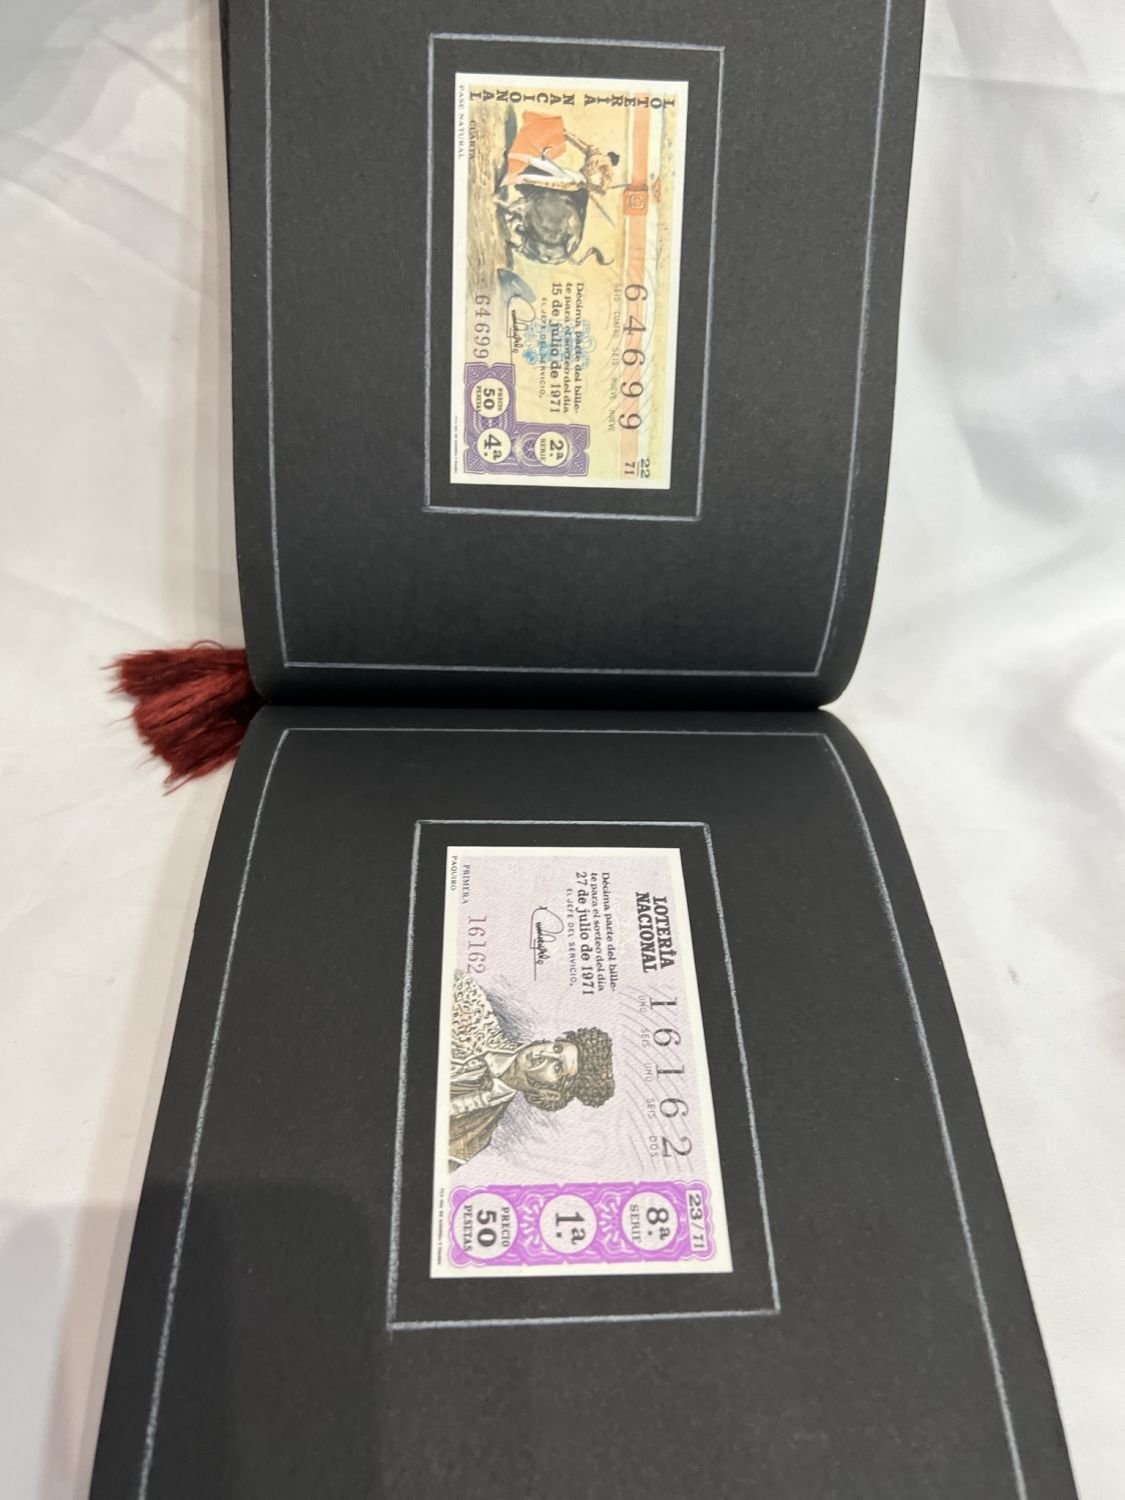 LOTERIA NACIONAL
64699
SEIS CUATRO SEIS NUEVE NUEVE
22
71
Décima parte del bille-
te para el sorteo del día
15 de julio de 1971
EL JEFE DEL SERVICIO,
64699
2ª
SERIE
PRECIO
50
PESETAS
4ª
CUARTA
PASE NATURAL
LOTERÍA
NACIONAL
16162
UNO SEIS UNO SEIS DOS
23/71
Décima parte del bille-
te para el sorteo del día
27 de julio de 1971
EL JEFE DEL SERVICIO,
8ª
SERIE
1ª
PRECIO
50
PESETAS
PRIMERA
16162
PAQUIRO